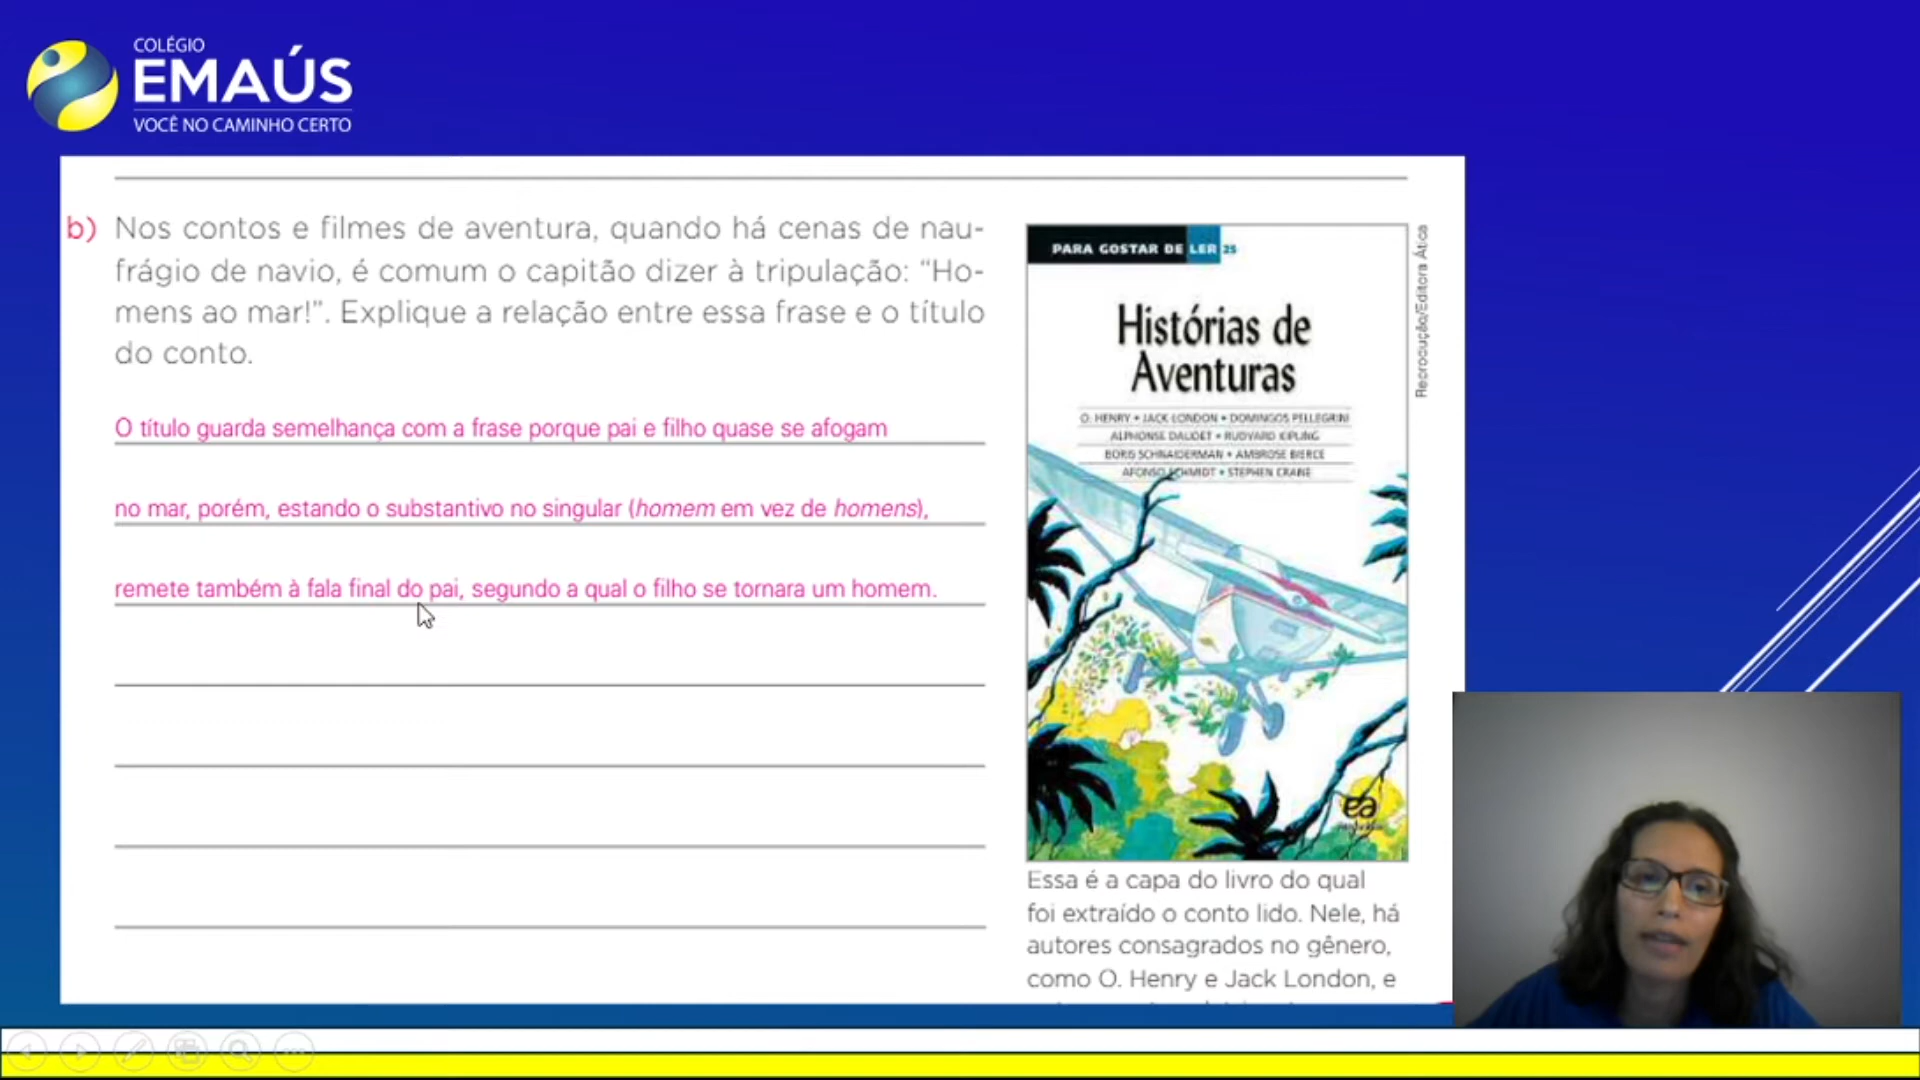 COLÉGIO
EMAÚS
VOCÊ NO CAMINHO CERTO
b) Nos contos e filmes de aventura, quando há cenas de nau-
frágio de navio, é comum o capitão dizer à tripulação: “Ho-
mens ao mar!”. Explique a relação entre essa frase e o título
do conto.
O título guarda semelhança com a frase porque pai e filho quase se afogam
no mar, porém, estando o substantivo no singular (homem em vez de homens),
remete também à fala final do pai, segundo a qual o filho se tornara um homem.
PARA GOSTAR DE LER 25
Histórias de
Aventuras
O. HENRY • JACK LONDON • DOMINGOS PELLEGRINI
ALPHONSE DAUDET • RUDYARD KIPLING
BORIS SCHNAIDERMAN • AMBROSE BIERCE
AFONSO SCHMIDT • STEPHEN CRANE
ea
Reprodução/Editora Ática
Essa é a capa do livro do qual
foi extraído o conto lido. Nele, há
autores consagrados no gênero,
como O. Henry e Jack London, e